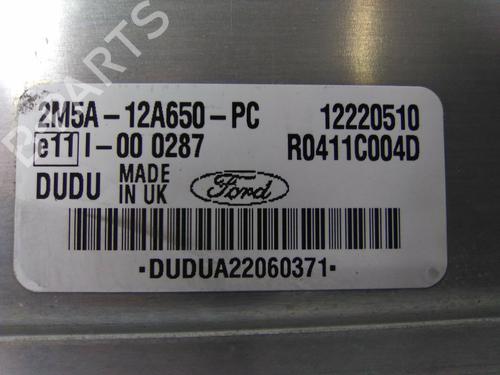 B PARTS
2M5A-12A650-PC 12220510
e11 I-00 0287 R0411C004D
DUDU MADE IN UK Ford
-DUDUA22060371-